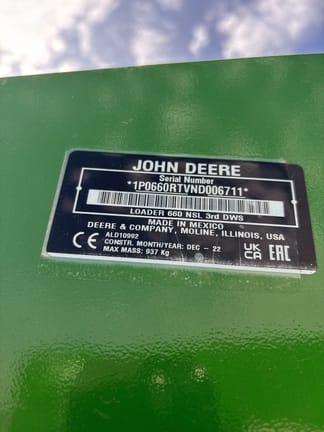 JOHN DEERE
Serial Number
*1P0660RTVND006711*
LOADER 660 NSL 3rd DWS
MADE IN MEXICO
DEERE & COMPANY, MOLINE, ILLINOIS, USA
CE ALD10992
CONSTR. MONTH/YEAR: DEC - 22
MAX MASS: 937 Kg
UK
CA EAC